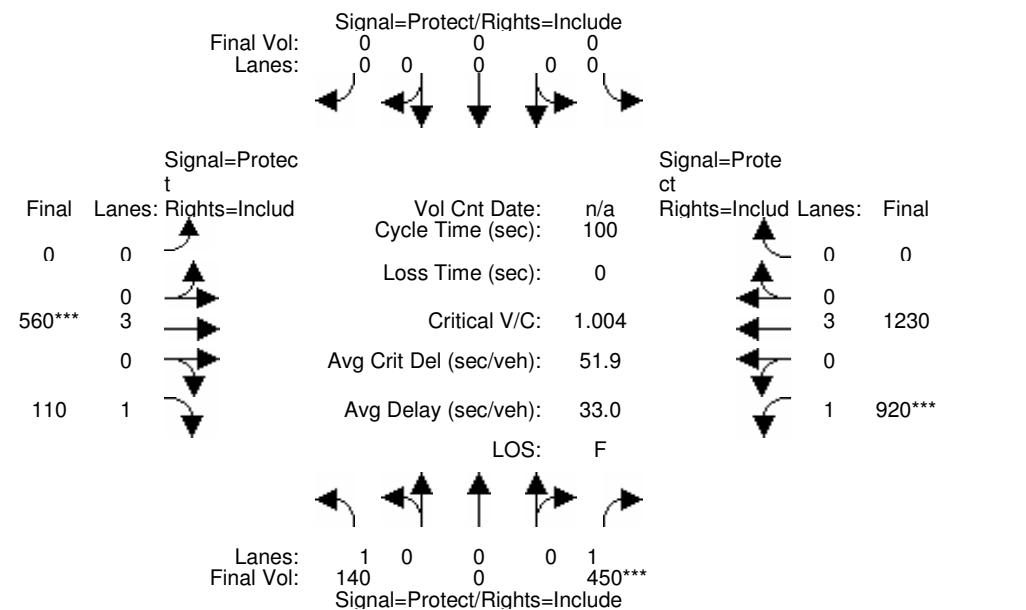 Signal=Protect/Rights=Include
Final Vol: 0 0 0
Lanes: 0 0 0 0 0
Signal=Protec
t
Signal=Prote
ct
Final Lanes: Rights=Includ Vol Cnt Date: n/a Rights=Includ Lanes: Final
Cycle Time (sec): 100
0 0 0 0
Loss Time (sec): 0
0 0
560*** 3 Critical V/C: 1.004 3 1230
0 Avg Crit Del (sec/veh): 51.9 0
110 1 Avg Delay (sec/veh): 33.0 1 920***
LOS: F
Lanes: 1 0 0 0 1
Final Vol: 140 0 450***
Signal=Protect/Rights=Include